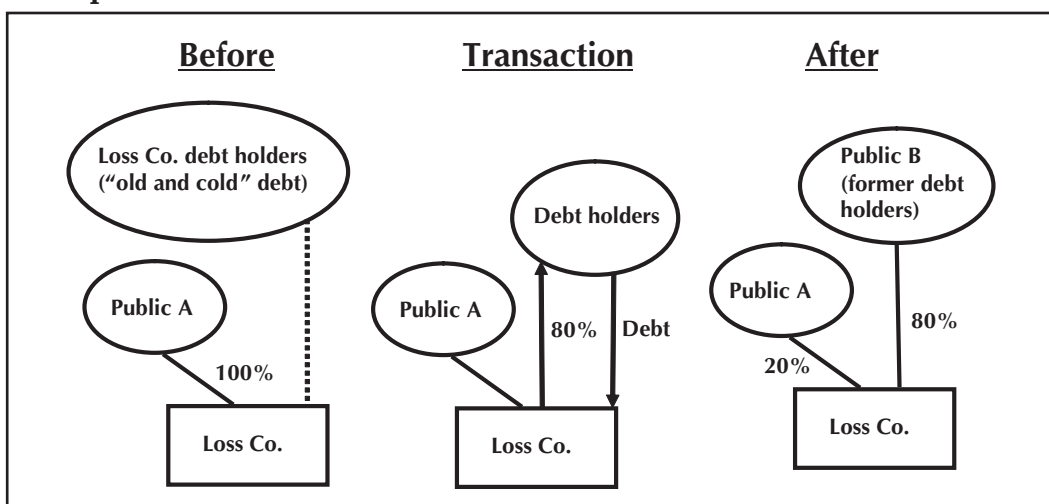 Before
Loss Co. debt holders
(“old and cold” debt)
Public A
100%
Loss Co.
Transaction
Debt holders
Public A
80%
Debt
Loss Co.
After
Public B
(former debt
holders)
Public A
80%
20%
Loss Co.